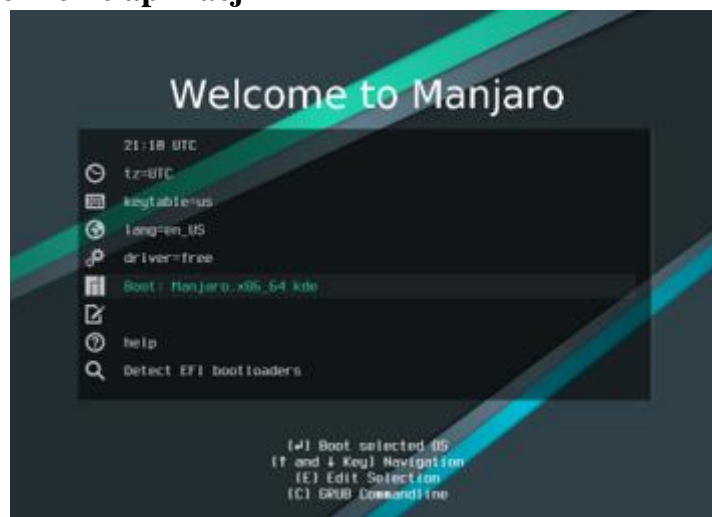 Welcome to Manjaro
21:10 UTC
tz=UTC
keytable=us
lang=en_US
driver=free
Boot: Manjaro.x86_64 kde
help
Detect EFI bootloaders
[↲] Boot selected OS
[↑ and ↓ Key] Navigation
[E] Edit Selection
[C] GRUB Commandline